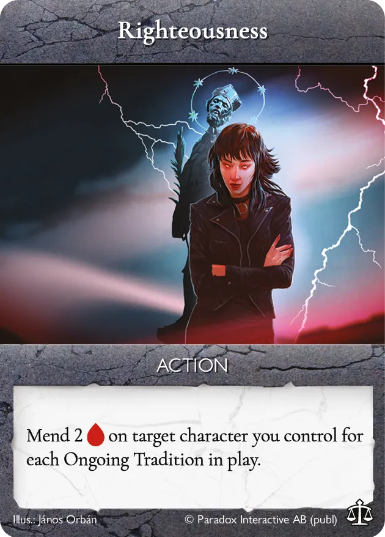 Righteousness
ACTION
Mend 2 on target character you control for
each Ongoing Tradition in play.
Illus.: János Orbán © Paradox Interactive AB (publ)